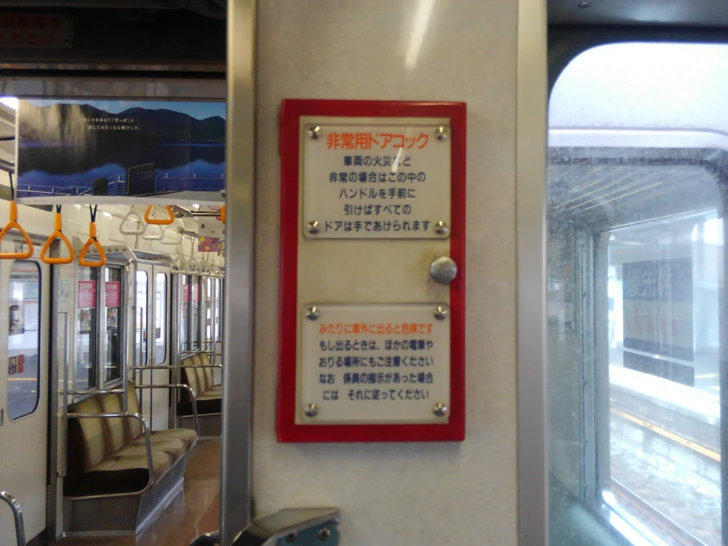 非常用ドアコック
車両の火災など
非常の場合はこの中の
ハンドルを手前に
引けばすべての
ドアは手であけられます
みだりに車外に出ると危険です
もし出るときは、ほかの電車や
おりる場所にもご注意ください
なお 係員の指示があった場合
には それに従ってください